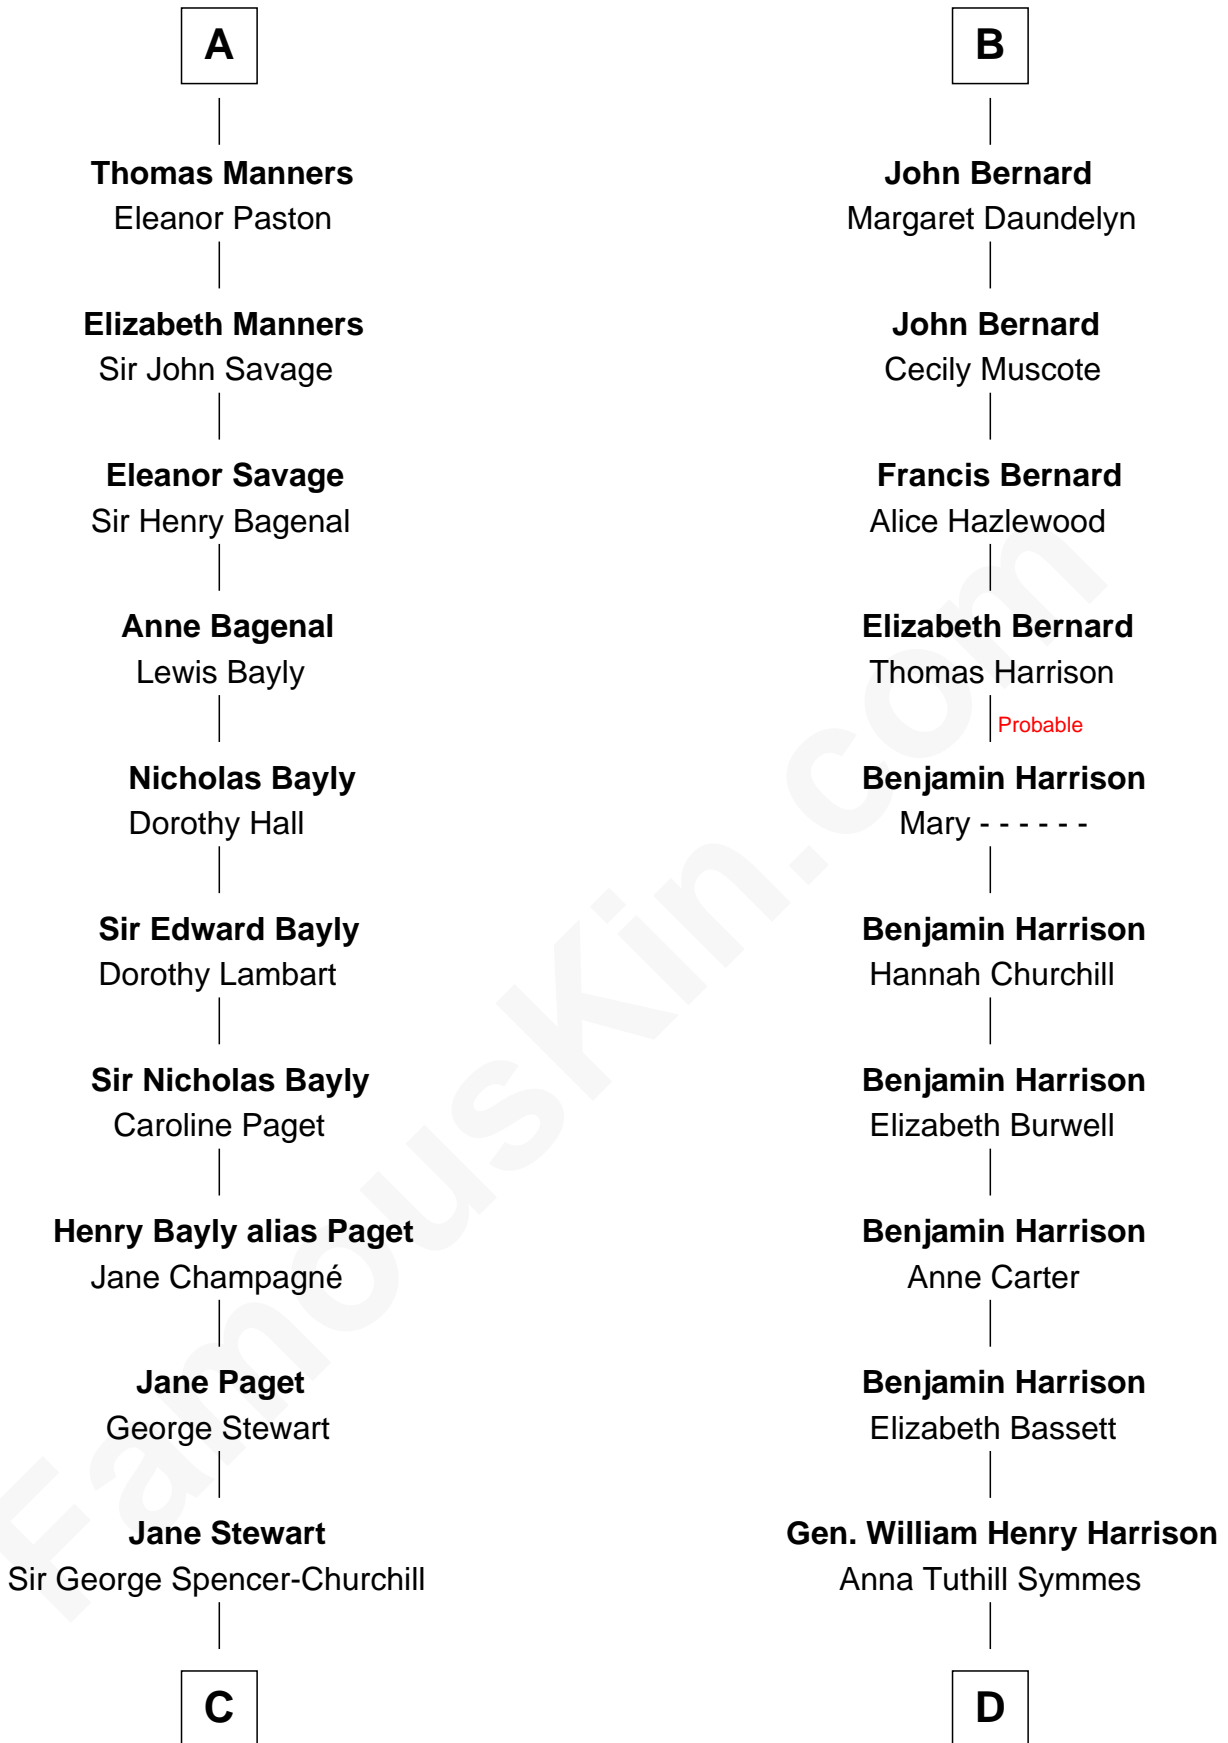 A
Thomas Manners
Eleanor Paston
Elizabeth Manners
Sir John Savage
Eleanor Savage
Sir Henry Bagenal
Anne Bagenal
Lewis Bayly
Nicholas Bayly
Dorothy Hall
Sir Edward Bayly
Dorothy Lambart
Sir Nicholas Bayly
Caroline Paget
Henry Bayly alias Paget
Jane Champagné
Jane Paget
George Stewart
Jane Stewart
Sir George Spencer-Churchill
C
B
John Bernard
Margaret Daundelyn
John Bernard
Cecily Muscote
Francis Bernard
Alice Hazlewood
Elizabeth Bernard
Thomas Harrison
Probable
Benjamin Harrison
Mary - - - - - -
Benjamin Harrison
Hannah Churchill
Benjamin Harrison
Elizabeth Burwell
Benjamin Harrison
Anne Carter
Benjamin Harrison
Elizabeth Bassett
Gen. William Henry Harrison
Anna Tuthill Symmes
D
FamousKin.com